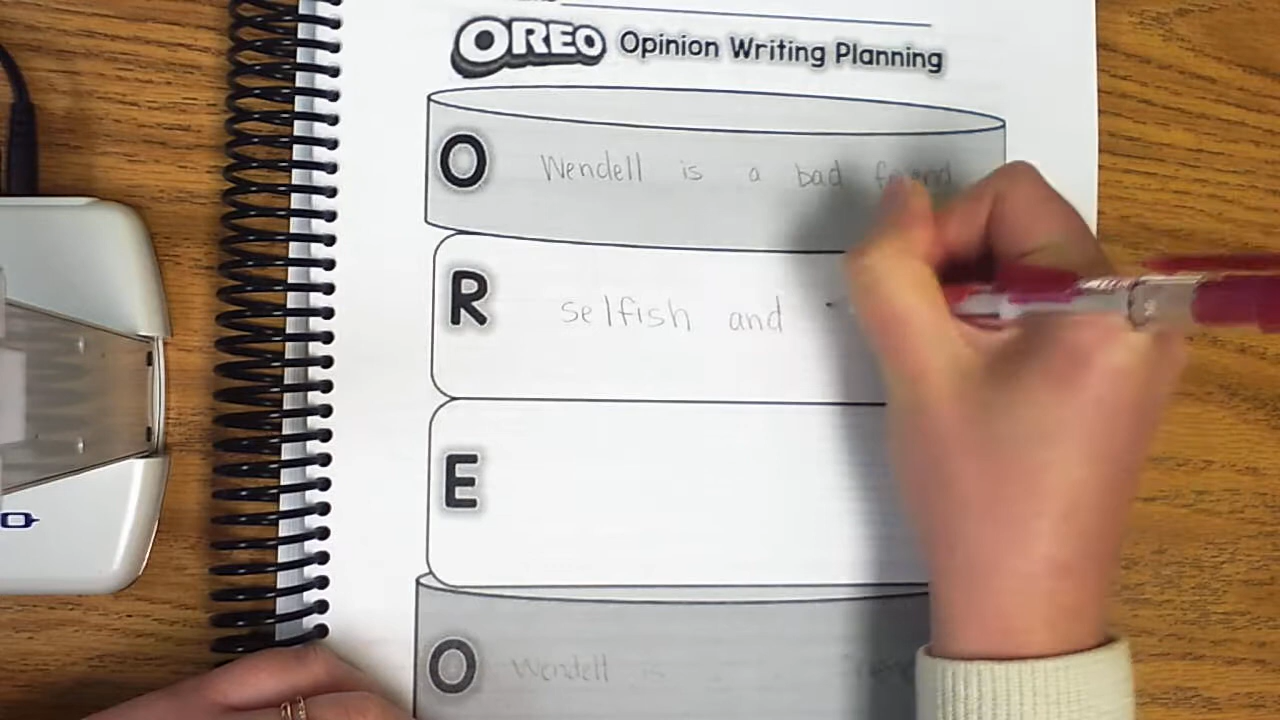 OREO Opinion Writing Planning
O Wendell is a bad friend
R selfish and
E
O Wendell is